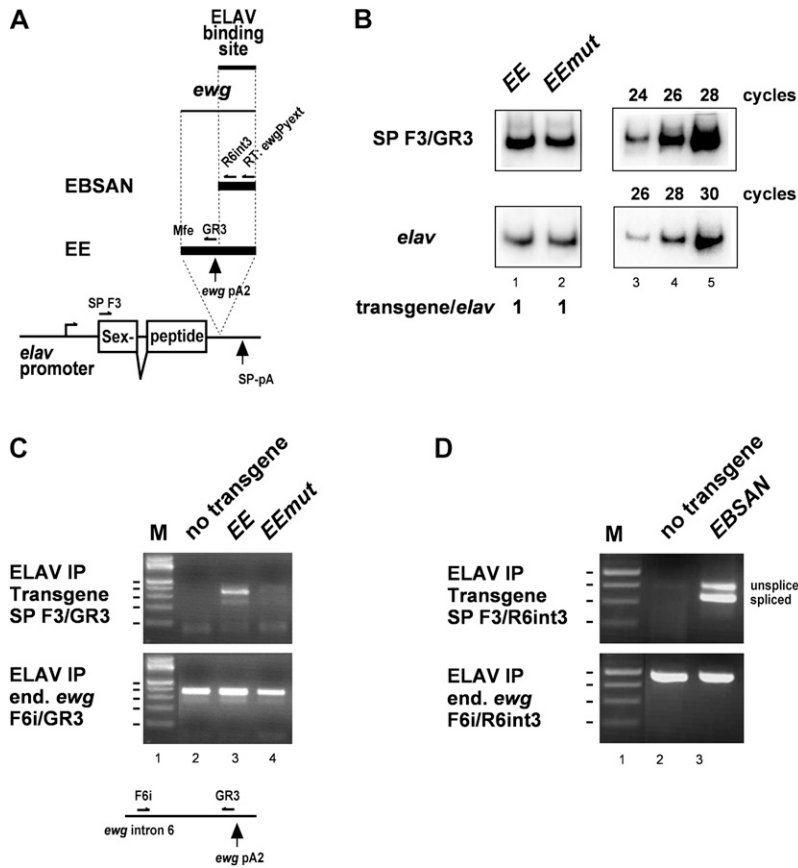 A
ELAV
binding
site
ewg
R6int3
RT: ewgPyext
EBSAN
Mfe
GR3
EE
ewg pA2
SP F3
Sex-
peptide
elav
promoter
SP-pA
B
EE
EEmut
24 26 28 cycles
SP F3/GR3
26 28 30 cycles
elav
1 2 3 4 5
transgene/elav 1 1
C
M
no transgene
EE
EEmut
ELAV IP
Transgene
SP F3/GR3
ELAV IP
end. ewg
F6i/GR3
1 2 3 4
F6i
GR3
ewg intron 6
ewg pA2
D
M
no transgene
EBSAN
ELAV IP
Transgene
SP F3/R6int3
unsplice
spliced
ELAV IP
end. ewg
F6i/R6int3
1 2 3